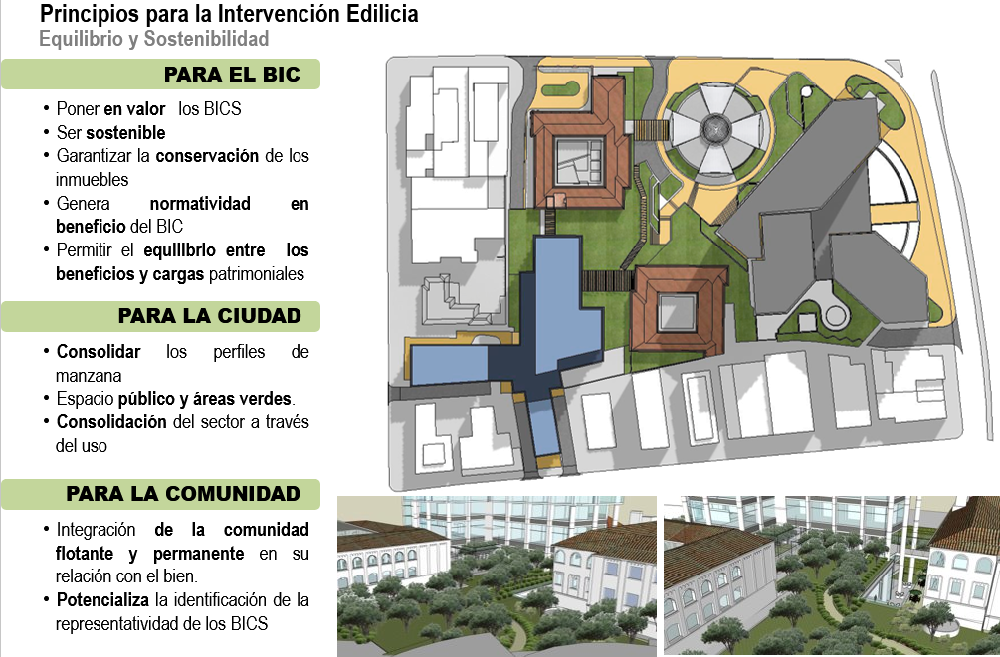 Principios para la Intervención Edilicia
Equilibrio y Sostenibilidad
PARA EL BIC
• Poner en valor los BICS
• Ser sostenible
• Garantizar la conservación de los
inmuebles
• Genera normatividad en
beneficio del BIC
• Permitir el equilibrio entre los
beneficios y cargas patrimoniales
PARA LA CIUDAD
• Consolidar los perfiles de
manzana
• Espacio público y áreas verdes.
• Consolidación del sector a través
del uso
PARA LA COMUNIDAD
• Integración de la comunidad
flotante y permanente en su
relación con el bien.
• Potencializa la identificación de la
representatividad de los BICS